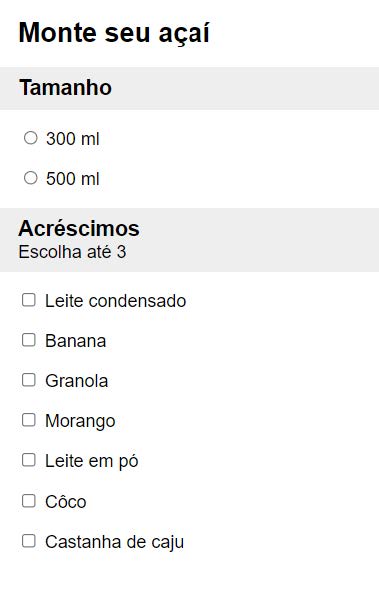 Monte seu açaí
Tamanho
300 ml
500 ml
Acréscimos
Escolha até 3
Leite condensado
Banana
Granola
Morango
Leite em pó
Côco
Castanha de caju